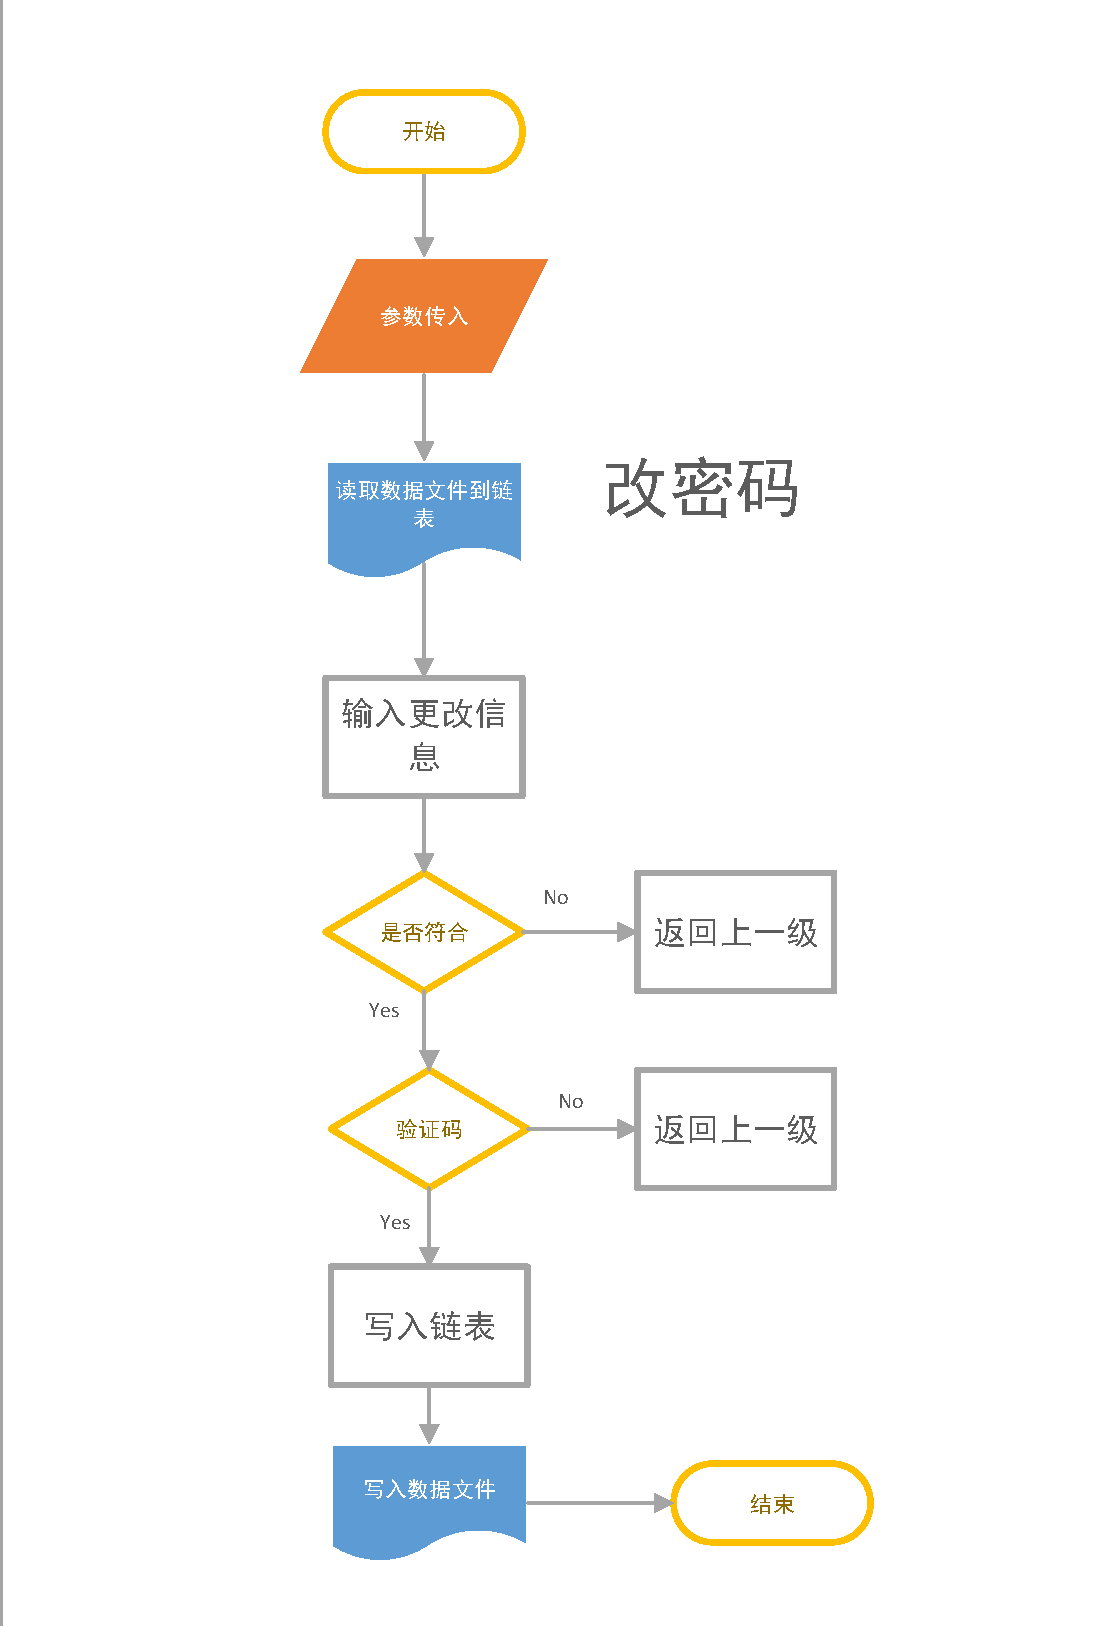 开始
参数传入
读取数据文件到链
表
改密码
输入更改信
息
是否符合
No
返回上一级
Yes
验证码
No
返回上一级
Yes
写入链表
写入数据文件
结束